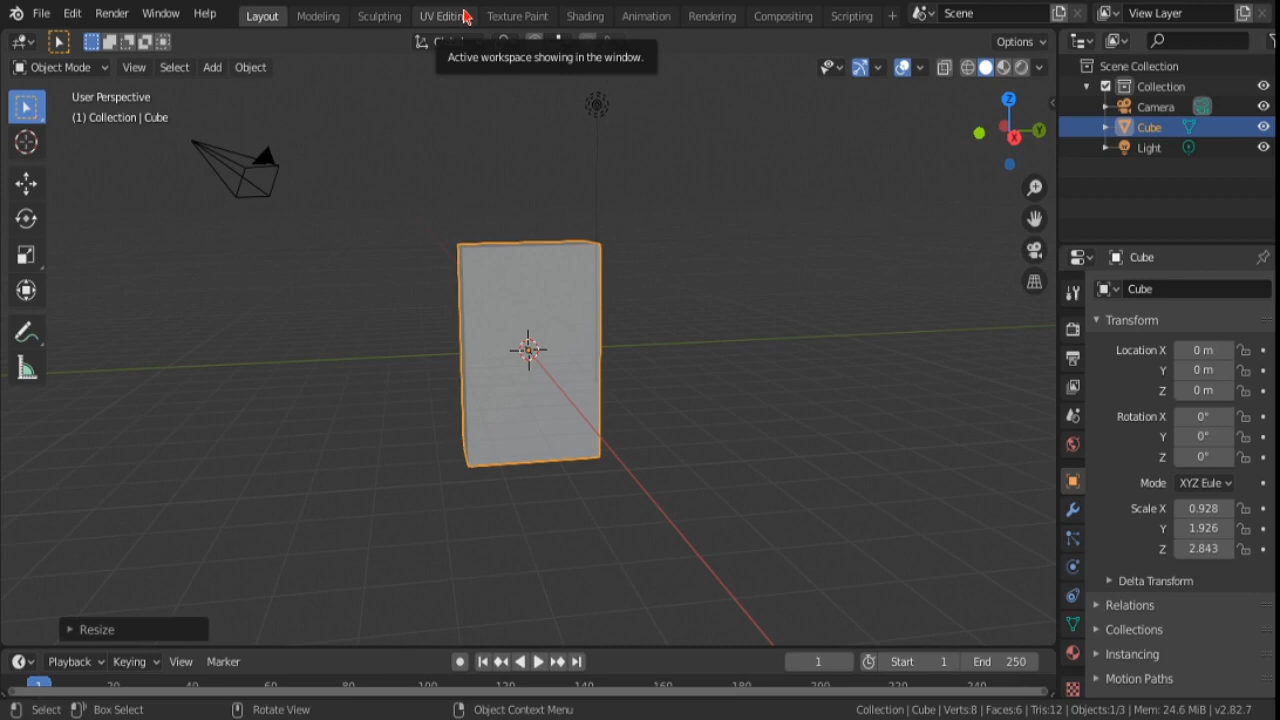 File Edit Render Window Help Layout Modeling Sculpting UV Editing Texture Paint Shading Animation Rendering Compositing Scripting + Scene View Layer
Options
Active workspace showing in the window.
Object Mode View Select Add Object
User Perspective
(1) Collection | Cube
Z
Y
X
Scene Collection
Collection
Camera
Cube
Light
Cube
Cube
Transform
Location X 0 m
Y 0 m
Z 0 m
Rotation X 0°
Y 0°
Z 0°
Mode XYZ Eule
Scale X 0.928
Y 1.926
Z 2.843
Delta Transform
Relations
Collections
Instancing
Motion Paths
Resize
Playback Keying View Marker 1 Start 1 End 250
1 20 40 60 80 100 120 140 160 180 200 220 240
Select Box Select Rotate View Object Context Menu Collection | Cube | Verts:8 | Faces:6 | Tris:12 | Objects:1/3 | Mem: 24.6 MiB | v2.82.7